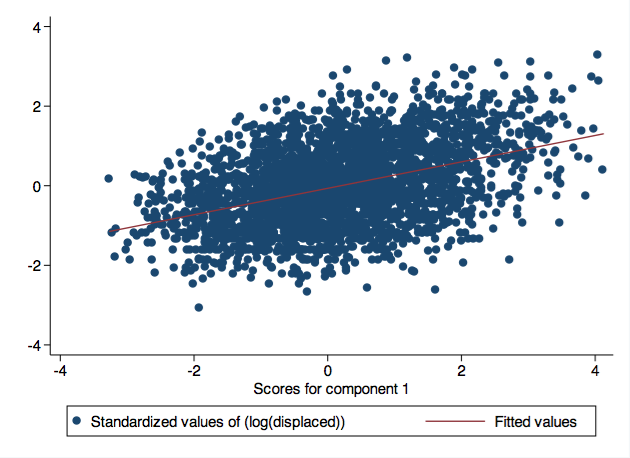 4
2
0
-2
-4
-4 -2 0 2 4
Scores for component 1
Standardized values of (log(displaced)) Fitted values